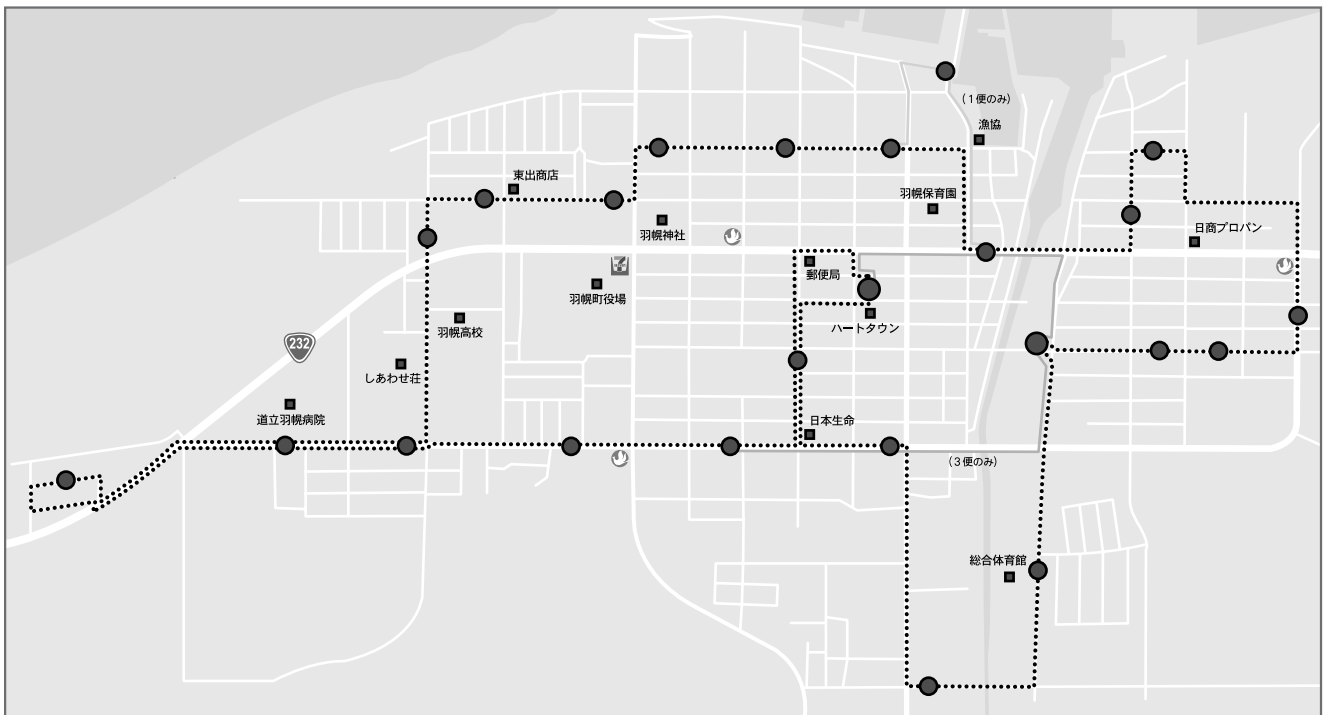 (1便のみ)
漁協
東出商店
羽幌保育園
日商プロパン
羽幌神社
郵便局
羽幌町役場
羽幌高校
ハートタウン
232
しあわせ荘
道立羽幌病院
日本生命
(3便のみ)
総合体育館